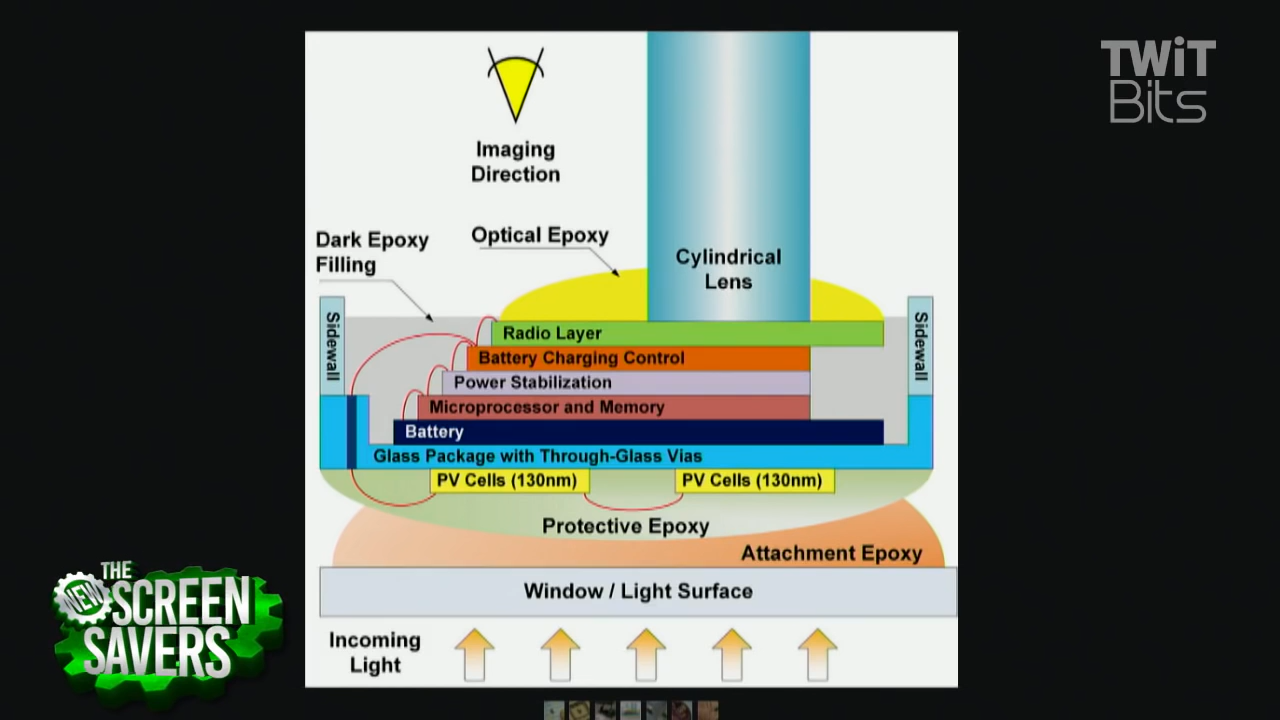 TWiT
Bits
Imaging
Direction
Dark Epoxy
Filling
Optical Epoxy
Cylindrical
Lens
Sidewall
Sidewall
Radio Layer
Battery Charging Control
Power Stabilization
Microprocessor and Memory
Battery
Glass Package with Through-Glass Vias
PV Cells (130nm)
PV Cells (130nm)
Protective Epoxy
Attachment Epoxy
Window / Light Surface
Incoming
Light
THE
NEW
SCREEN
SAVERS